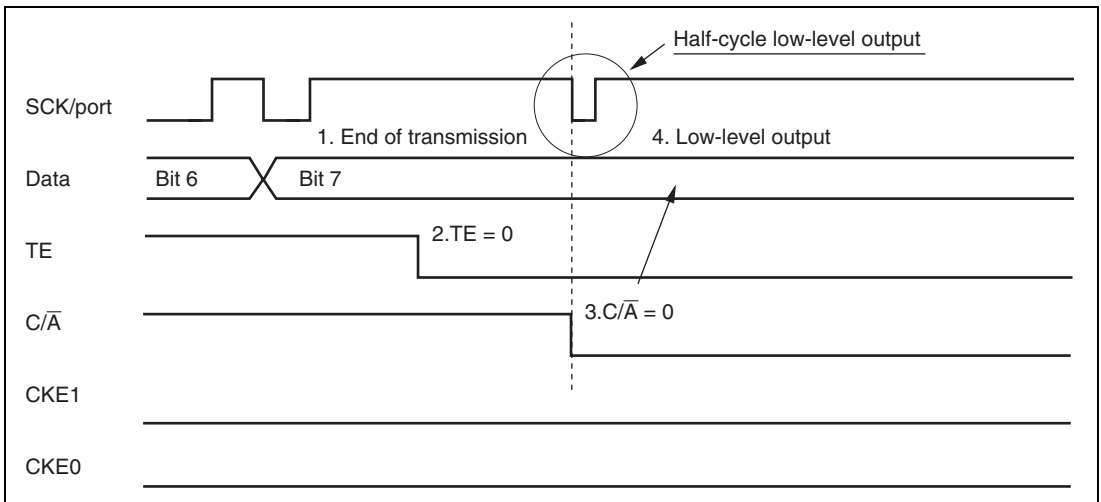 Half-cycle low-level output
SCK/port
1. End of transmission
4. Low-level output
Data
Bit 6
Bit 7
TE
2.TE = 0
C/A̅
3.C/A̅ = 0
CKE1
CKE0